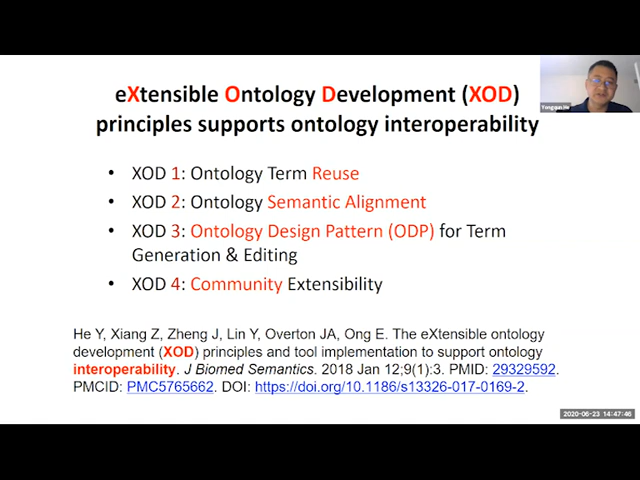 eXtensible Ontology Development (XOD)
principles supports ontology interoperability
• XOD 1: Ontology Term Reuse
• XOD 2: Ontology Semantic Alignment
• XOD 3: Ontology Design Pattern (ODP) for Term
Generation & Editing
• XOD 4: Community Extensibility
He Y, Xiang Z, Zheng J, Lin Y, Overton JA, Ong E. The eXtensible ontology
development (XOD) principles and tool implementation to support ontology
interoperability. J Biomed Semantics. 2018 Jan 12;9(1):3. PMID: 29329592.
PMCID: PMC5765662. DOI: https://doi.org/10.1186/s13326-017-0169-2.
Yongqun He
2020-06-23 14:47:46